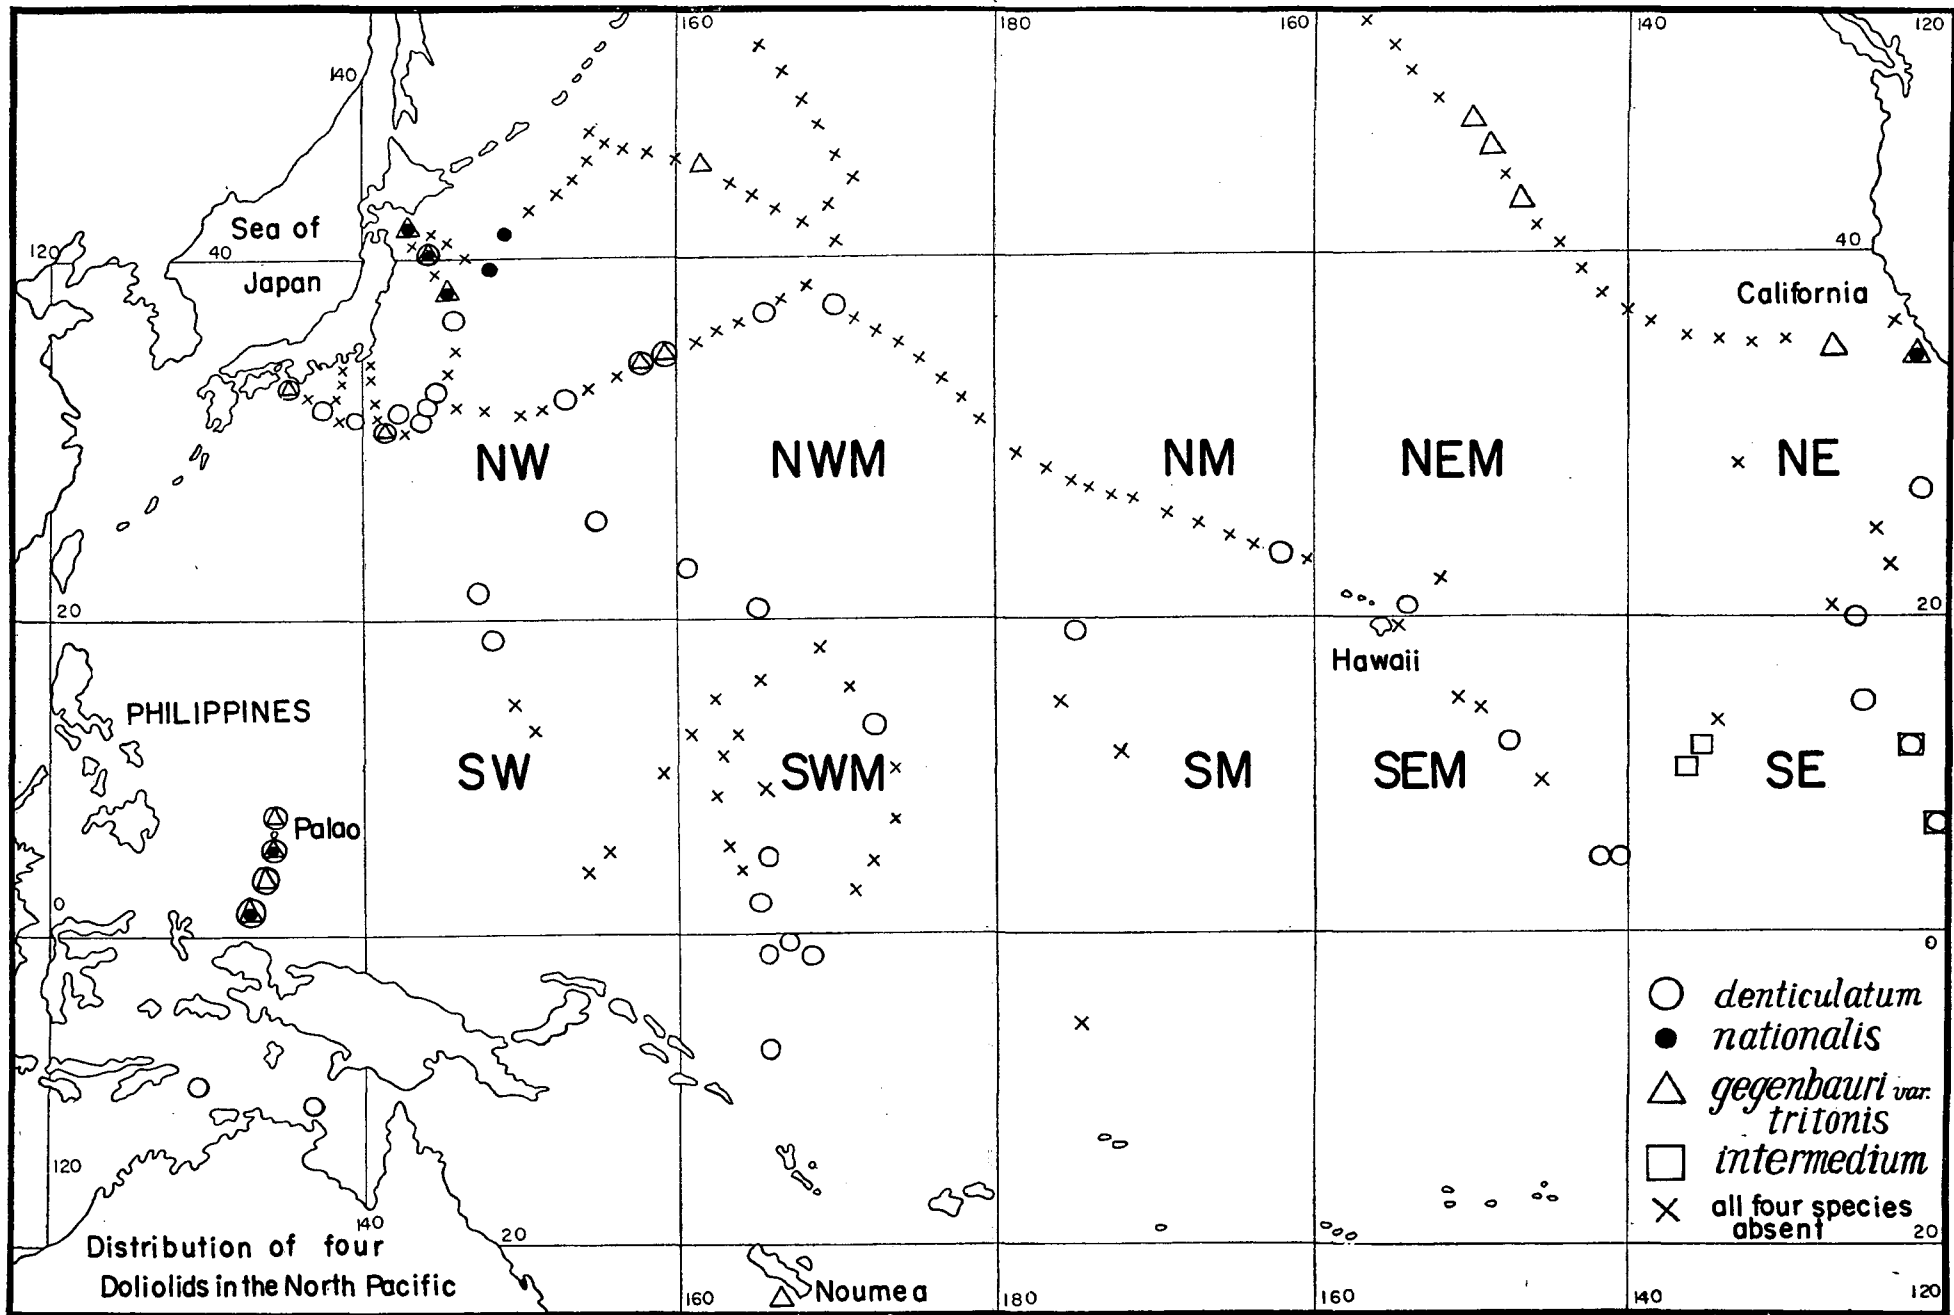 160
180
160
140
120
140
Sea of
Japan
120
40
40
California
NW
NWM
NM
NEM
NE
20
20
Hawaii
PHILIPPINES
SW
SWM
SM
SEM
SE
Palao
0
0
denticulatum
nationalis
gegenbauri var.
tritonis
intermedium
all four species
absent
120
140
20
20
Distribution of four
Doliolids in the North Pacific
Noumea
160
180
160
140
120